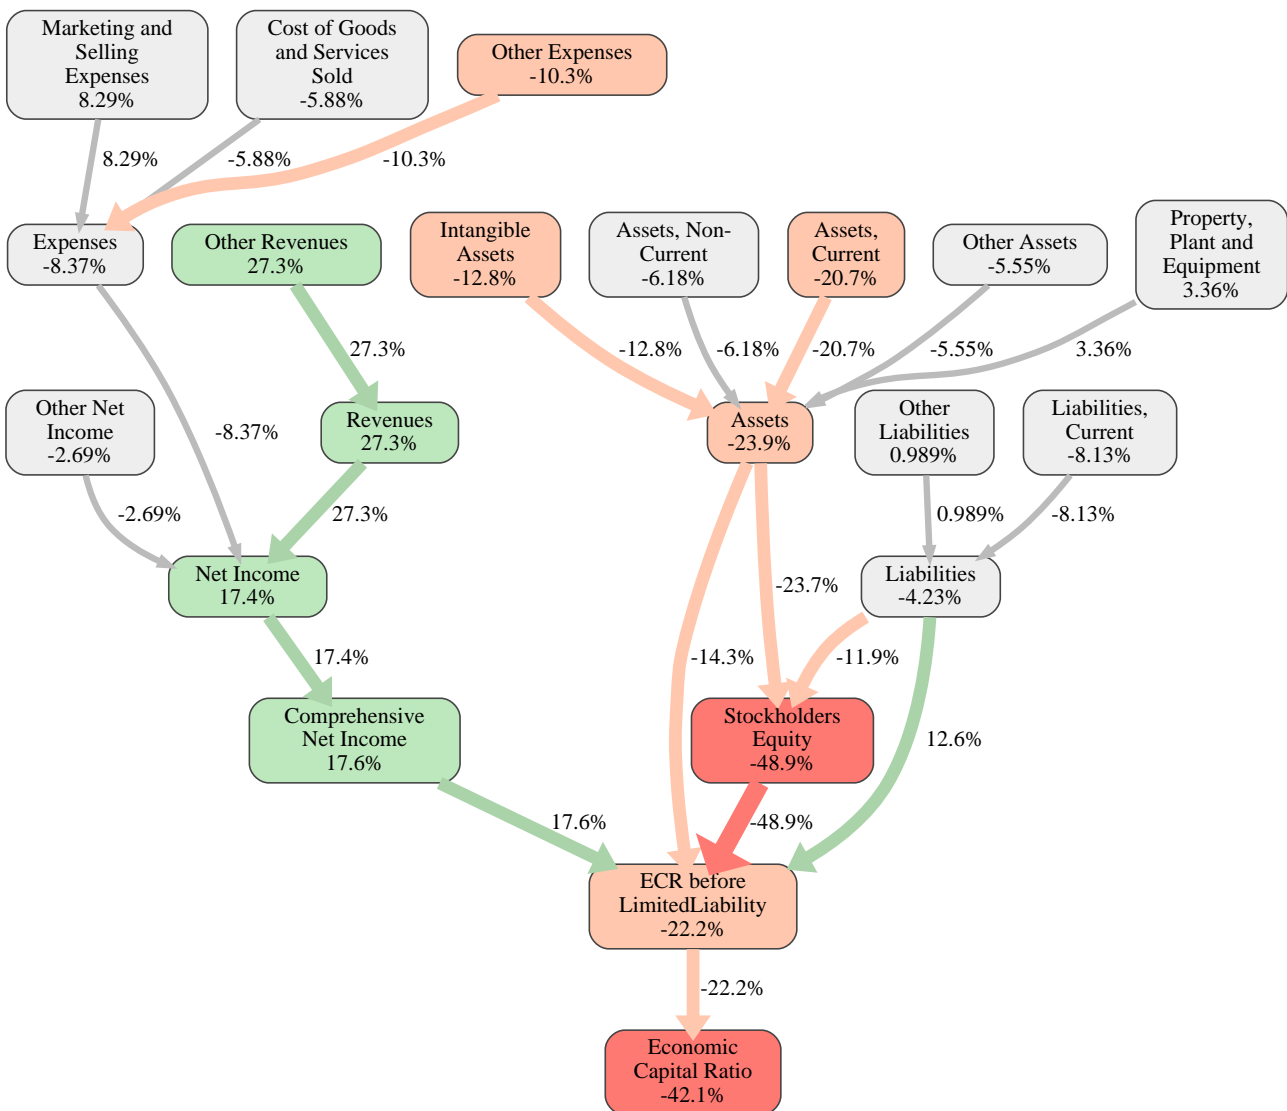 Marketing and
Selling
Expenses
8.29%
Cost of Goods
and Services
Sold
-5.88%
Other Expenses
-10.3%
8.29%
-5.88%
-10.3%
Expenses
-8.37%
Other Revenues
27.3%
Intangible
Assets
-12.8%
Assets, Non-
Current
-6.18%
Assets,
Current
-20.7%
Other Assets
-5.55%
Property,
Plant and
Equipment
3.36%
27.3%
-12.8%
-6.18%
-20.7%
-5.55%
3.36%
Other Net
Income
-2.69%
-8.37%
Revenues
27.3%
Assets
-23.9%
Other
Liabilities
0.989%
Liabilities,
Current
-8.13%
-2.69%
27.3%
0.989%
-8.13%
Net Income
17.4%
-23.7%
Liabilities
-4.23%
17.4%
-14.3%
-11.9%
Comprehensive
Net Income
17.6%
Stockholders
Equity
-48.9%
12.6%
17.6%
-48.9%
ECR before
LimitedLiability
-22.2%
-22.2%
Economic
Capital Ratio
-42.1%